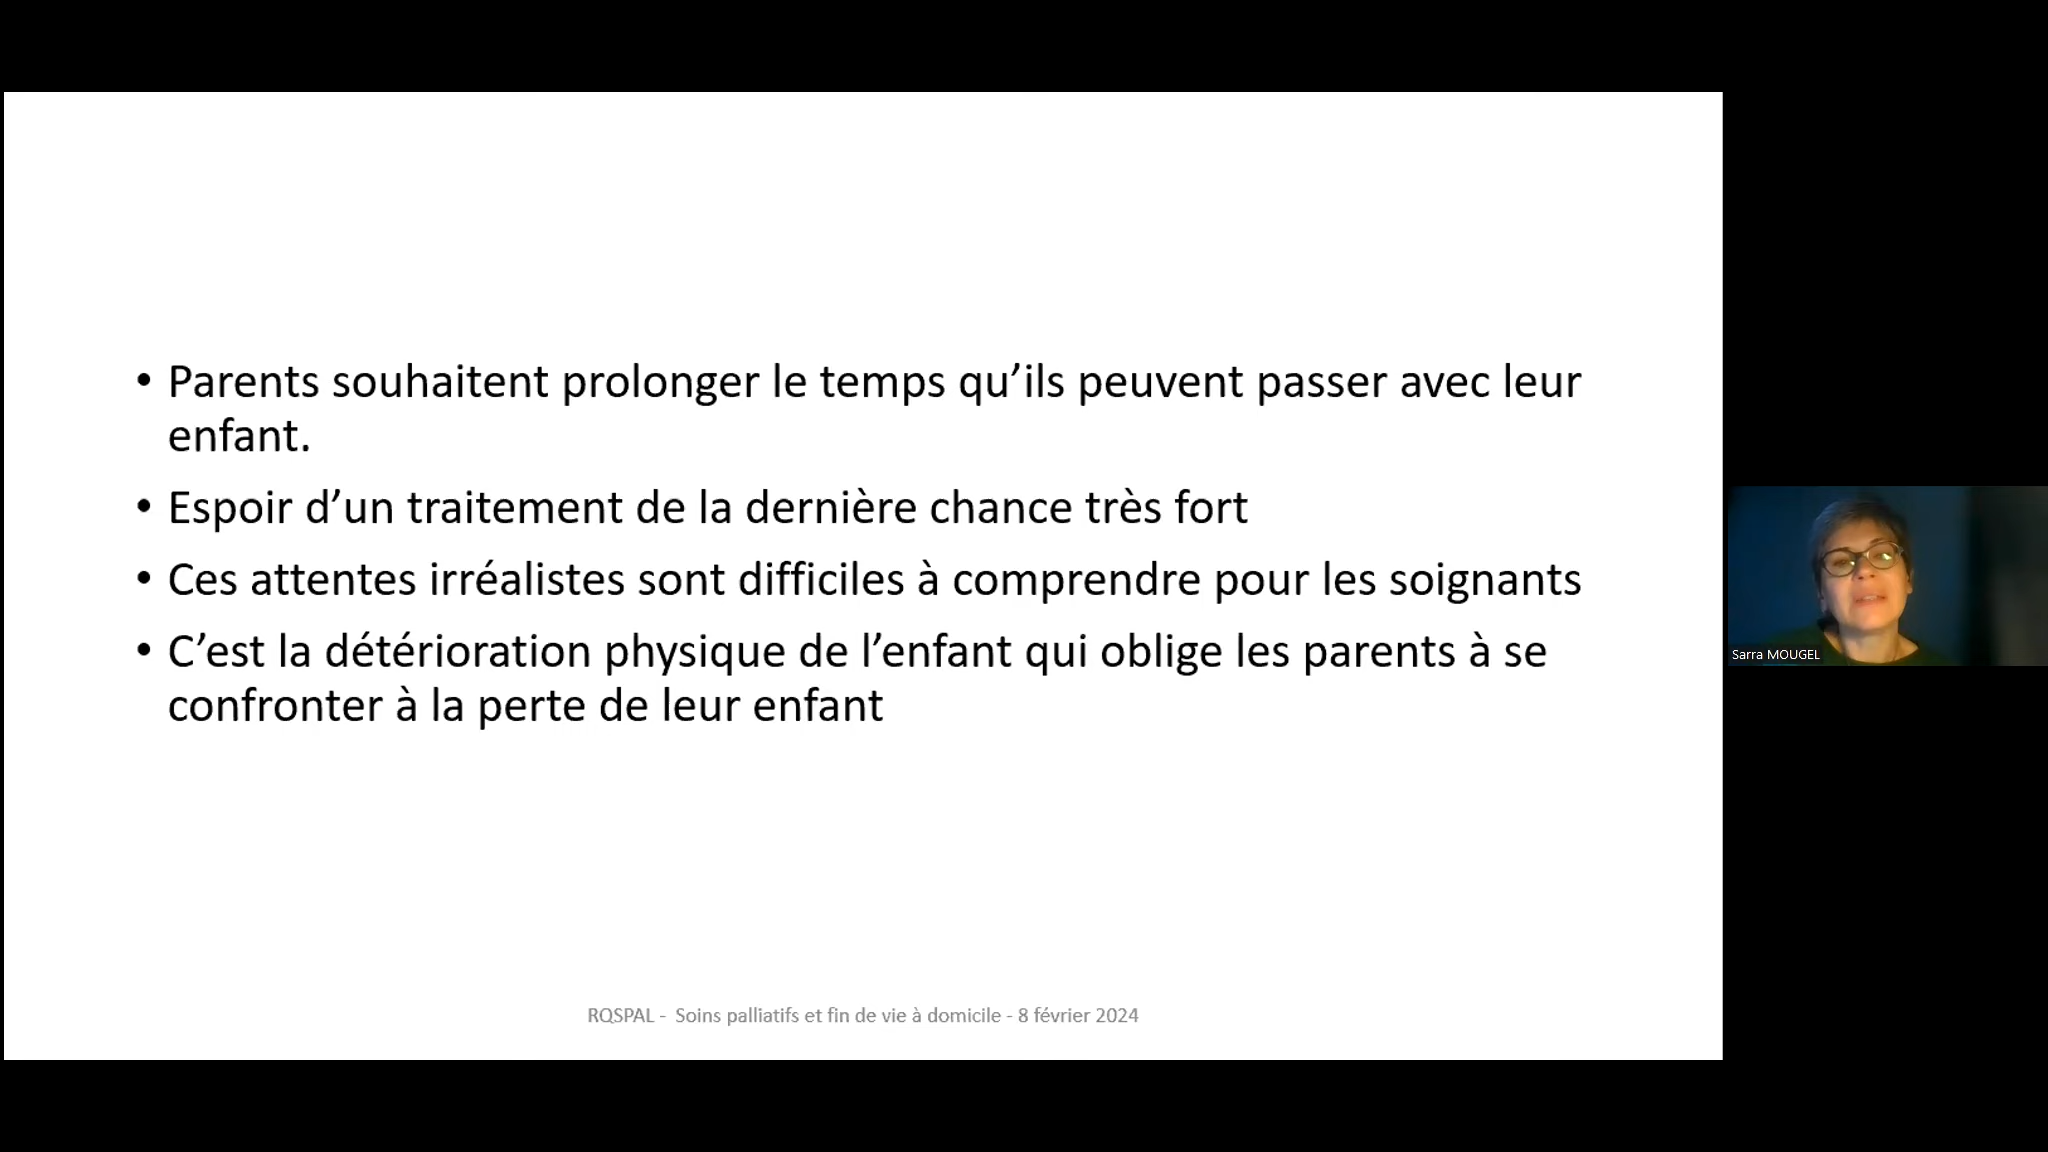 • Parents souhaitent prolonger le temps qu’ils peuvent passer avec leur
enfant.
• Espoir d’un traitement de la dernière chance très fort
• Ces attentes irréalistes sont difficiles à comprendre pour les soignants
• C’est la détérioration physique de l’enfant qui oblige les parents à se
confronter à la perte de leur enfant
Sarra MOUGEL
RQSPAL - Soins palliatifs et fin de vie à domicile - 8 février 2024